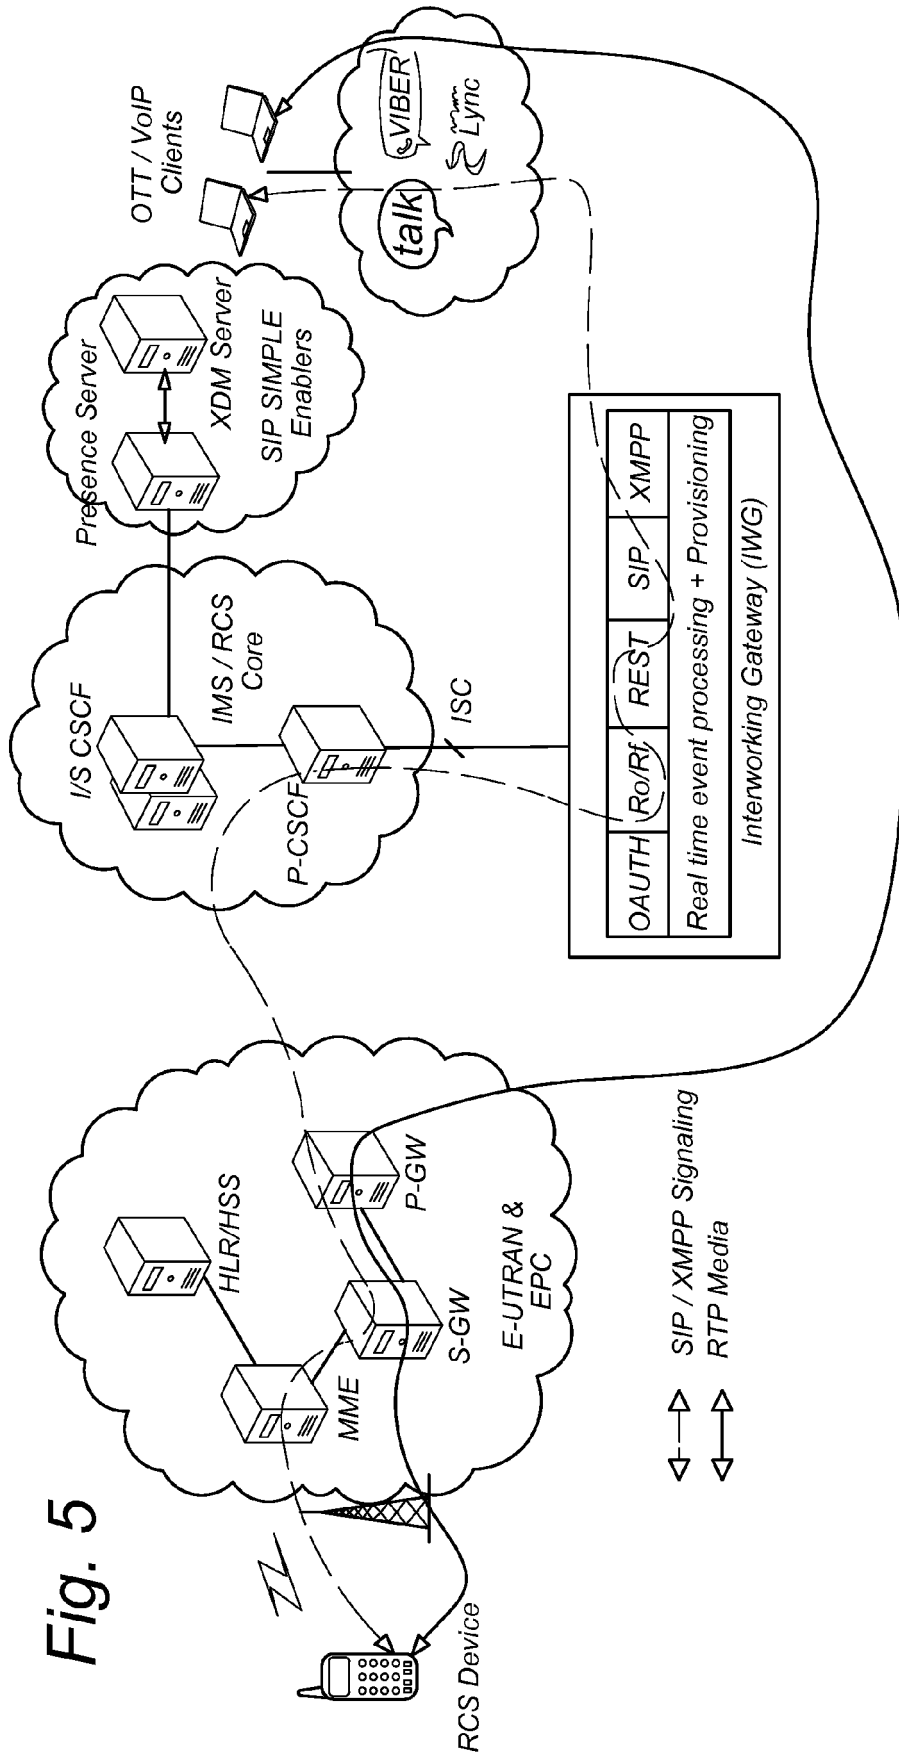 Fig. 5
RCS Device
HLR/HSS
MME
S-GW
P-GW
E-UTRAN &
EPC
I/S CSCF
IMS / RCS
Core
P-CSCF
ISC
Presence Server
XDM Server
SIP SIMPLE
Enablers
OTT / VoIP
Clients
talk
VIBER
Lync
OAUTH
Ro/Rf
REST
SIP
XMPP
Real time event processing + Provisioning
Interworking Gateway (IWG)
SIP / XMPP Signaling
RTP Media